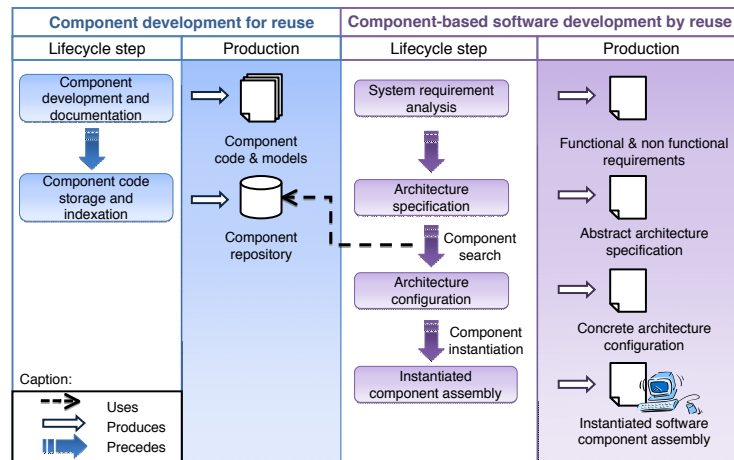 Component development for reuse
Component-based software development by reuse
Lifecycle step
Production
Lifecycle step
Production
Component
development and
documentation
Component
code & models
Component code
storage and
indexation
Component
repository
System requirement
analysis
Functional & non functional
requirements
Architecture
specification
Abstract architecture
specification
Component
search
Architecture
configuration
Concrete architecture
configuration
Component
instantiation
Instantiated
component assembly
Instantiated software
component assembly
Caption:
Uses
Produces
Precedes